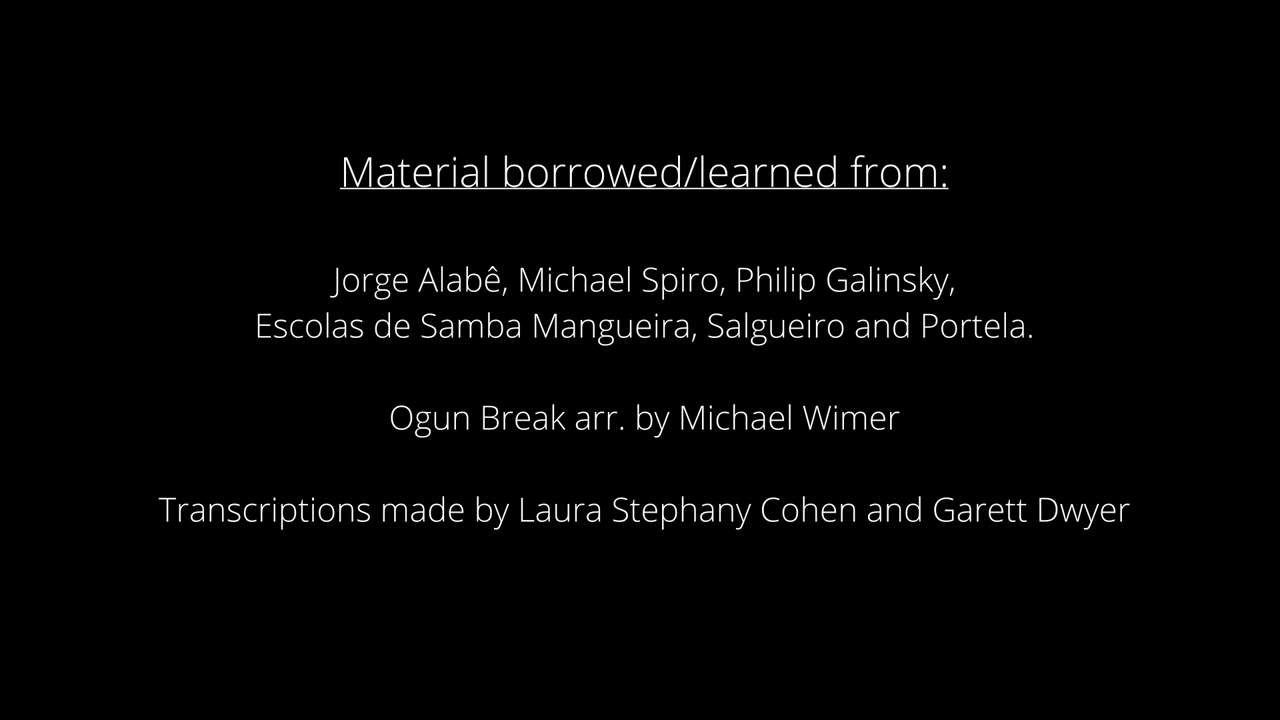 Material borrowed/learned from:
Jorge Alabê, Michael Spiro, Philip Galinsky,
Escolas de Samba Mangueira, Salgueiro and Portela.
Ogun Break arr. by Michael Wimer
Transcriptions made by Laura Stephany Cohen and Garett Dwyer